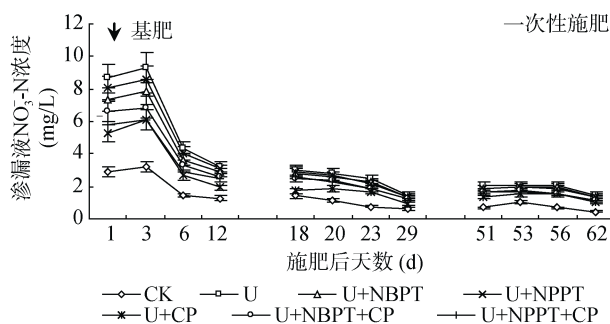 一次性施肥
基肥
渗漏液NO₃⁻-N浓度
(mg/L)
10
8
6
4
2
0
1 3 6 12 18 20 23 29 51 53 56 62
施肥后天数 (d)
CK U U+NBPT U+NPPT
U+CP U+NBPT+CP U+NPPT+CP